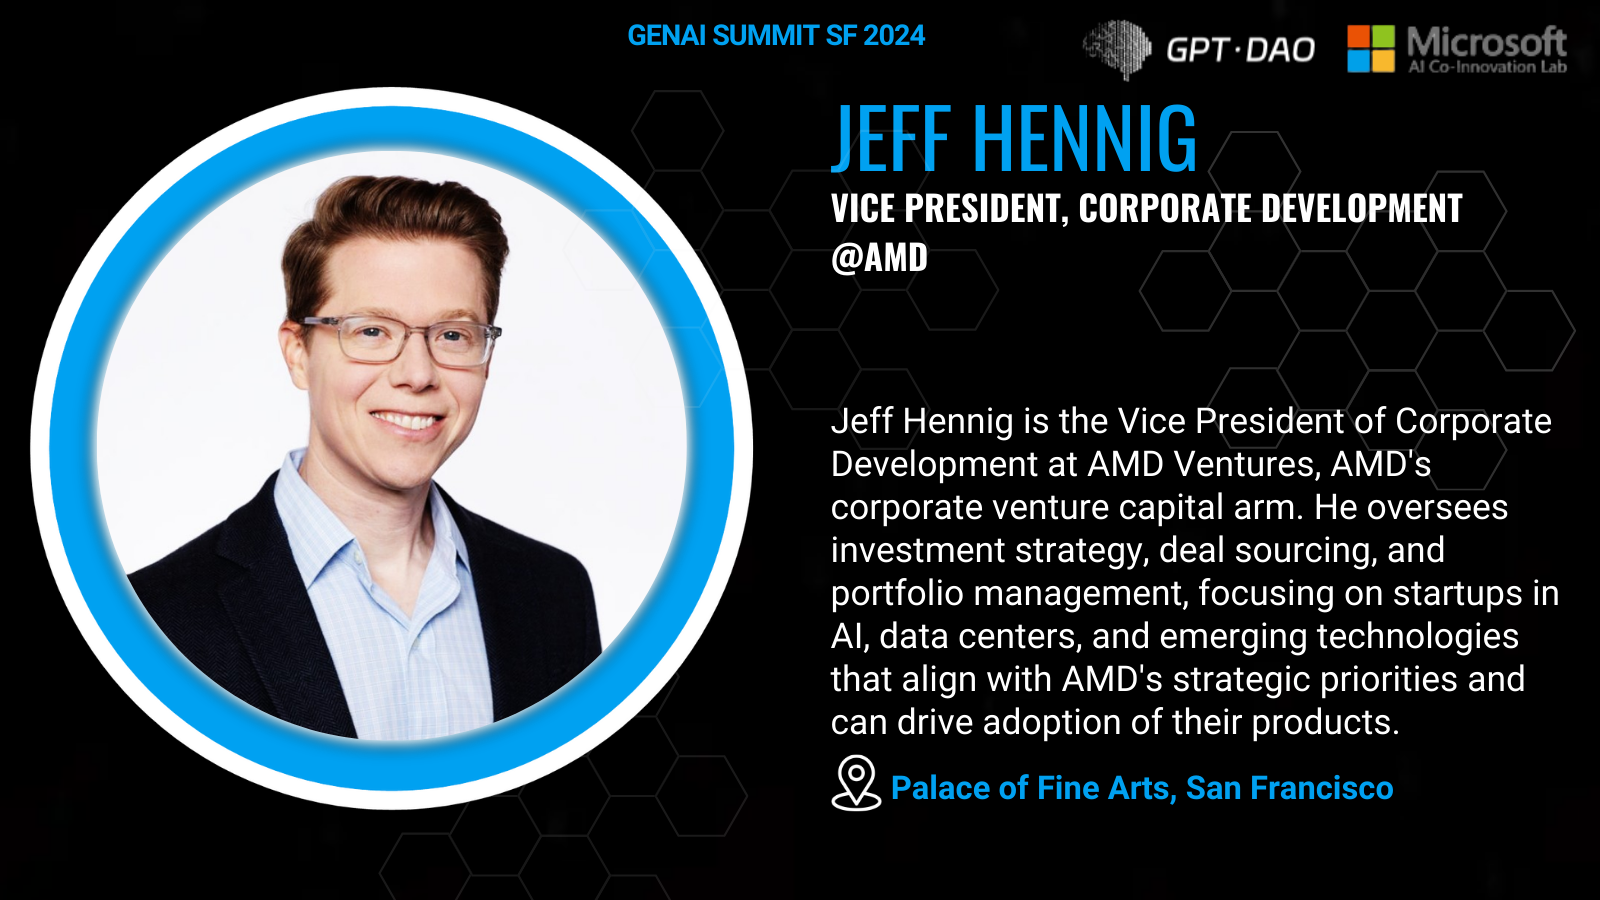 GENAI SUMMIT SF 2024
GPT·DAO
Microsoft
AI Co-Innovation Lab
JEFF HENNIG
VICE PRESIDENT, CORPORATE DEVELOPMENT
@AMD
Jeff Hennig is the Vice President of Corporate
Development at AMD Ventures, AMD's
corporate venture capital arm. He oversees
investment strategy, deal sourcing, and
portfolio management, focusing on startups in
AI, data centers, and emerging technologies
that align with AMD's strategic priorities and
can drive adoption of their products.
Palace of Fine Arts, San Francisco